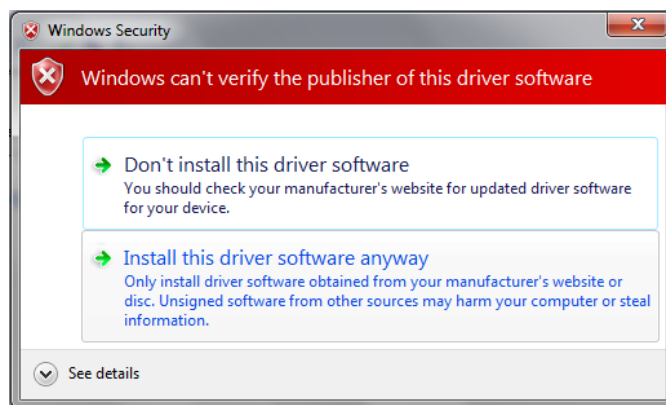 Windows Security
Windows can't verify the publisher of this driver software
Don't install this driver software
You should check your manufacturer's website for updated driver software
for your device.
Install this driver software anyway
Only install driver software obtained from your manufacturer's website or
disc. Unsigned software from other sources may harm your computer or steal
information.
See details